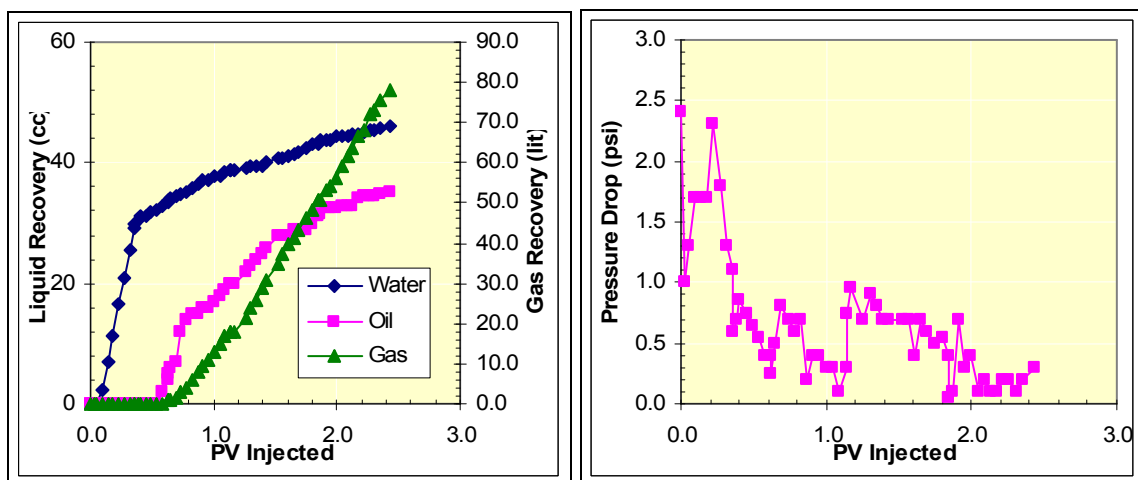 60
40
20
0
Liquid Recovery (cc)
90.0
80.0
70.0
60.0
50.0
40.0
30.0
20.0
10.0
0.0
Gas Recovery (lit)
Water
Oil
Gas
0.0 1.0 2.0 3.0
PV Injected
3.0
2.5
2.0
1.5
1.0
0.5
0.0
Pressure Drop (psi)
0.0 1.0 2.0 3.0
PV Injected